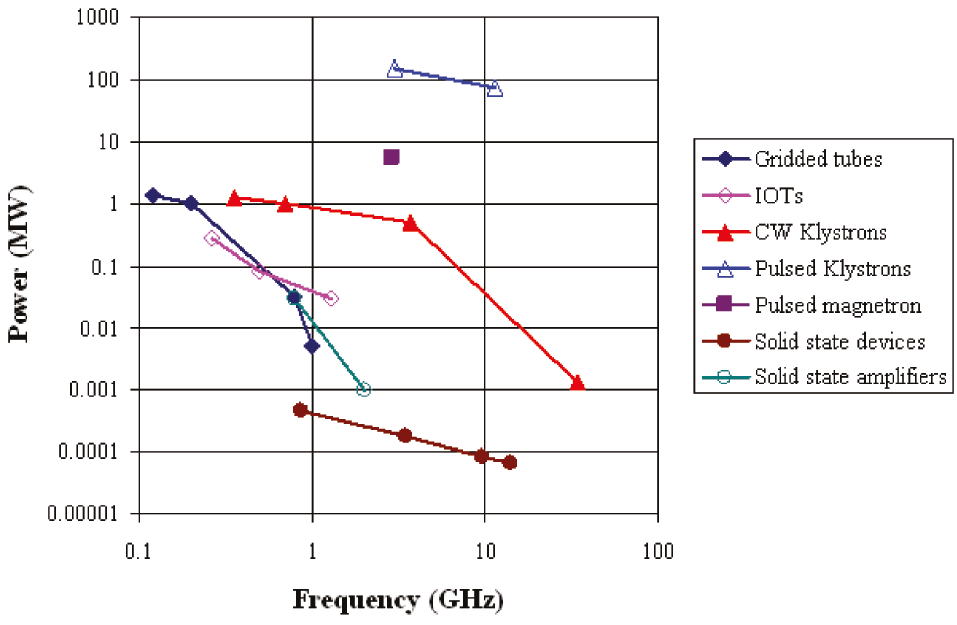 1000
100
10
1
0.1
0.01
0.001
0.0001
0.00001
Power (MW)
0.1
1
10
100
Frequency (GHz)
Gridded tubes
IOTs
CW Klystrons
Pulsed Klystrons
Pulsed magnetron
Solid state devices
Solid state amplifiers